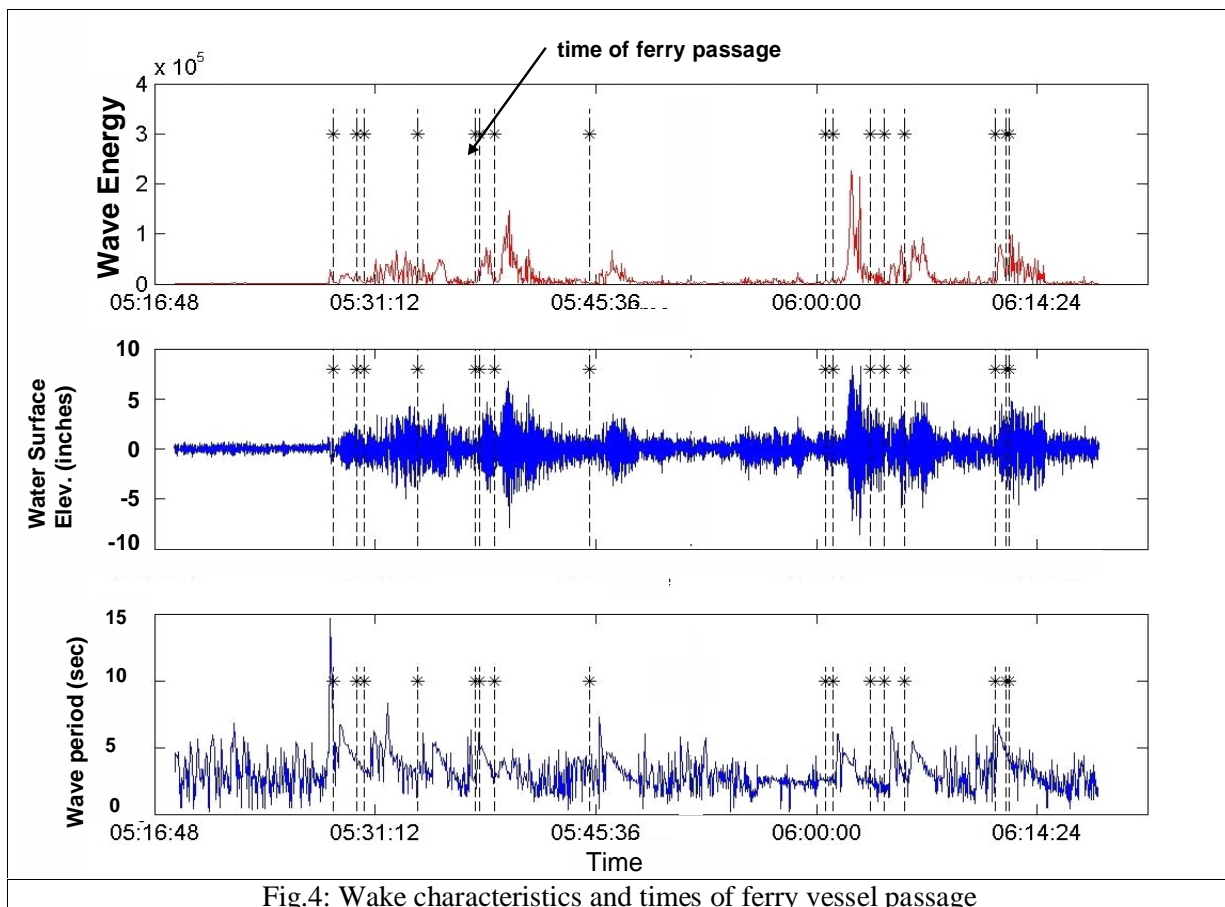 time of ferry passage
x 10^5
Wave Energy
4
3
2
1
0
05:16:48 05:31:12 05:45:36 06:00:00 06:14:24
Water Surface
Elev. (inches)
10
5
0
-5
-10
Wave period (sec)
15
10
5
0
05:16:48 05:31:12 05:45:36 06:00:00 06:14:24
Time
Fig.4: Wake characteristics and times of ferry vessel passage